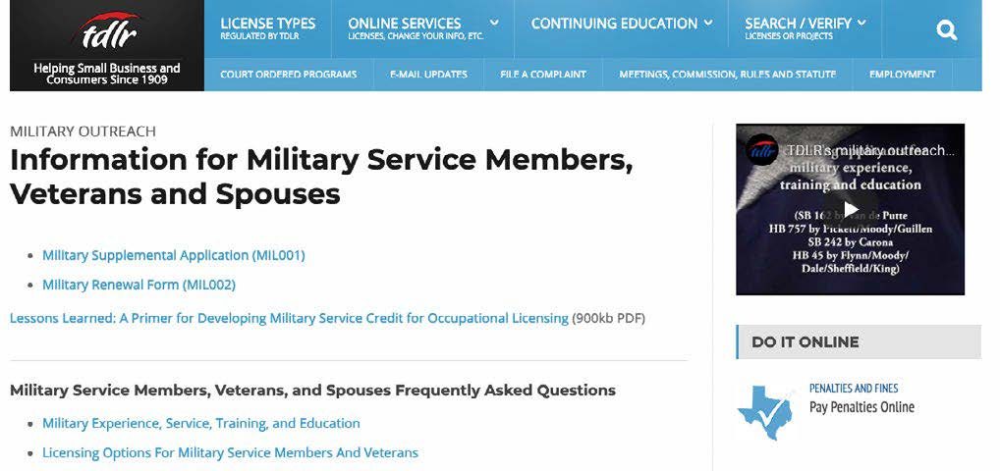 tdlr
Helping Small Business and
Consumers Since 1909
LICENSE TYPES
REGULATED BY TDLR
ONLINE SERVICES
LICENSES, CHANGE YOUR INFO, ETC.
CONTINUING EDUCATION
SEARCH / VERIFY
LICENSES OR PROJECTS
COURT ORDERED PROGRAMS
E-MAIL UPDATES
FILE A COMPLAINT
MEETINGS, COMMISSION, RULES AND STATUTE
EMPLOYMENT
MILITARY OUTREACH
Information for Military Service Members,
Veterans and Spouses
• Military Supplemental Application (MIL001)
• Military Renewal Form (MIL002)
Lessons Learned: A Primer for Developing Military Service Credit for Occupational Licensing (900kb PDF)
Military Service Members, Veterans, and Spouses Frequently Asked Questions
• Military Experience, Service, Training, and Education
• Licensing Options For Military Service Members And Veterans
tdlr
TDLR's military outreach...
military experience,
training and education
(SB 162 by Van de Putte
HB 757 by Pickett/Moody/Guillen
SB 242 by Carona
HB 45 by Flynn/Moody/
Dale/Sheffield/King)
DO IT ONLINE
PENALTIES AND FINES
Pay Penalties Online